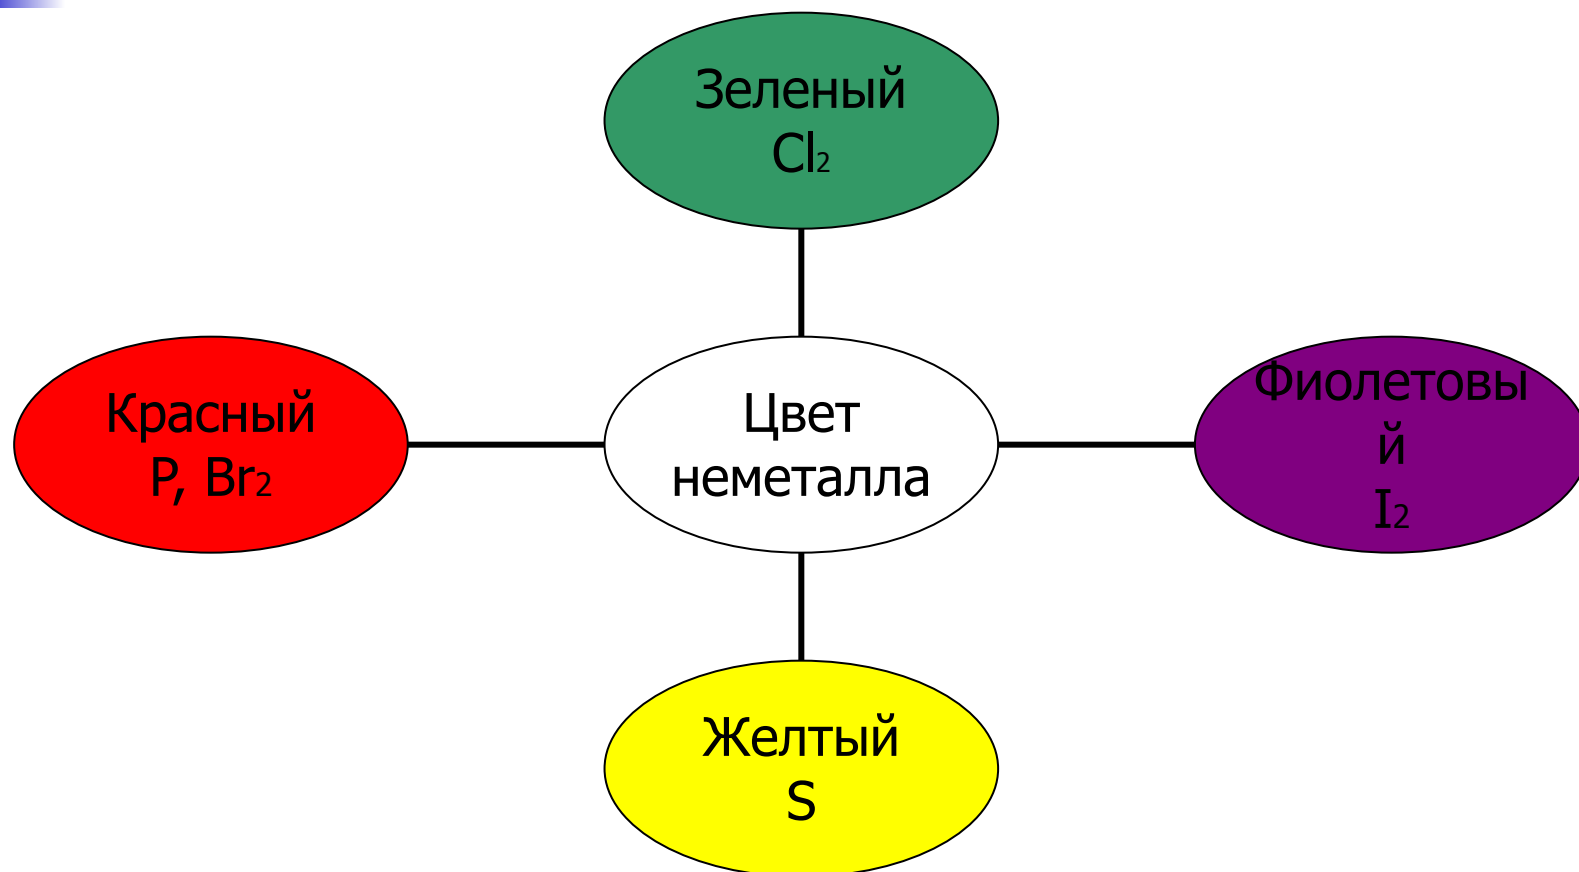 Зеленый
Cl₂
Красный
P, Br₂
Цвет
неметалла
Фиолетовы
й
I₂
Желтый
S